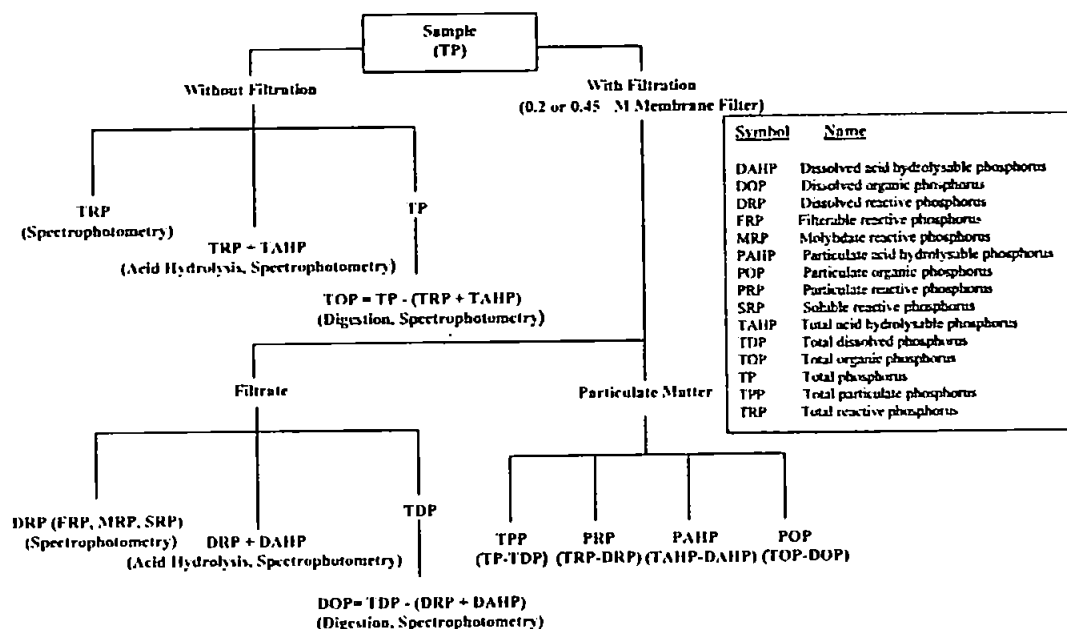 Sample
(TP)
Without Filtration
With Filtration
(0.2 or 0.45 M Membrane Filter)
TRP
(Spectrophotometry)
TRP + TAHP
(Acid Hydrolysis, Spectrophotometry)
TP
TOP = TP - (TRP + TAHP)
(Digestion, Spectrophotometry)
Symbol Name
DAHP Dissolved acid hydrolysable phosphorus
DOP Dissolved organic phosphorus
DRP Dissolved reactive phosphorus
FRP Filterable reactive phosphorus
MRP Molybdate reactive phosphorus
PAHP Particulate acid hydrolysable phosphorus
POP Particulate organic phosphorus
PRP Particulate reactive phosphorus
SRP Soluble reactive phosphorus
TAHP Total acid hydrolysable phosphorus
TDP Total dissolved phosphorus
TOP Total organic phosphorus
TP Total phosphorus
TPP Total particulate phosphorus
TRP Total reactive phosphorus
Filtrate
Particulate Matter
DRP (FRP, MRP, SRP)
(Spectrophotometry)
DRP + DAHP
(Acid Hydrolysis, Spectrophotometry)
TDP
DOP= TDP - (DRP + DAHP)
(Digestion, Spectrophotometry)
TPP PRP PAHP POP
(TP-TDP) (TRP-DRP) (TAHP-DAHP) (TOP-DOP)